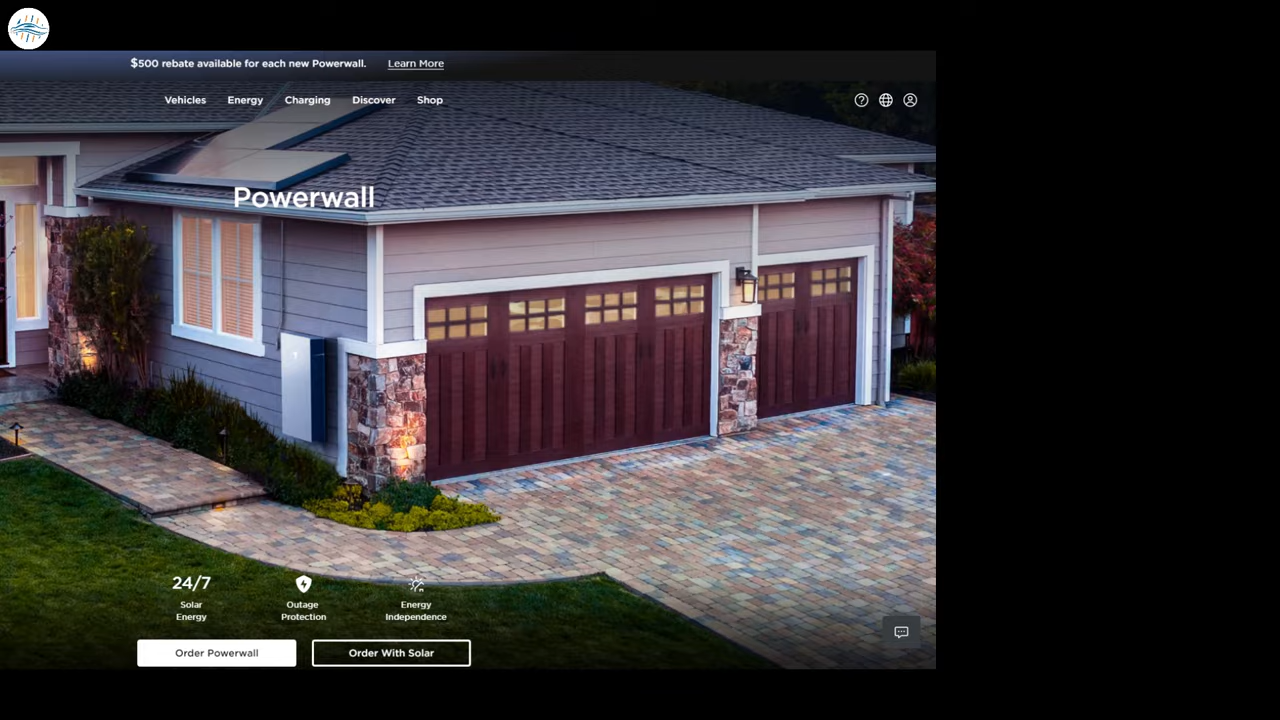 $500 rebate available for each new Powerwall. Learn More
Vehicles Energy Charging Discover Shop
Powerwall
24/7
Solar
Energy
Outage
Protection
Energy
Independence
Order Powerwall
Order With Solar